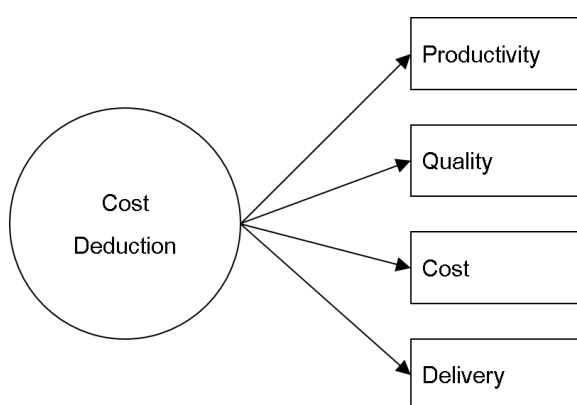 Productivity
Quality
Cost
Deduction
Cost
Delivery